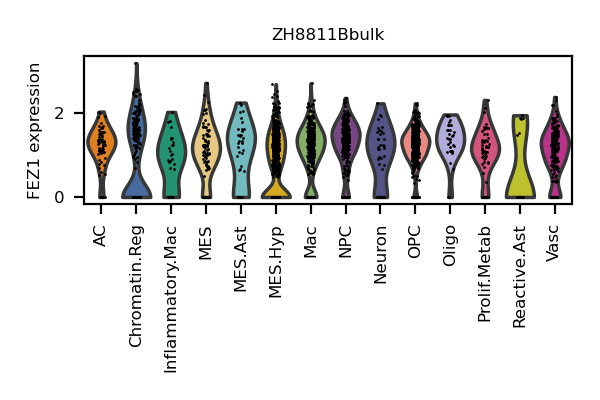 ZH8811Bbulk
FEZ1 expression
2
0
AC
Chromatin.Reg
Inflammatory.Mac
MES
MES.Ast
MES.Hyp
Mac
NPC
Neuron
OPC
Oligo
Prolif.Metab
Reactive.Ast
Vasc